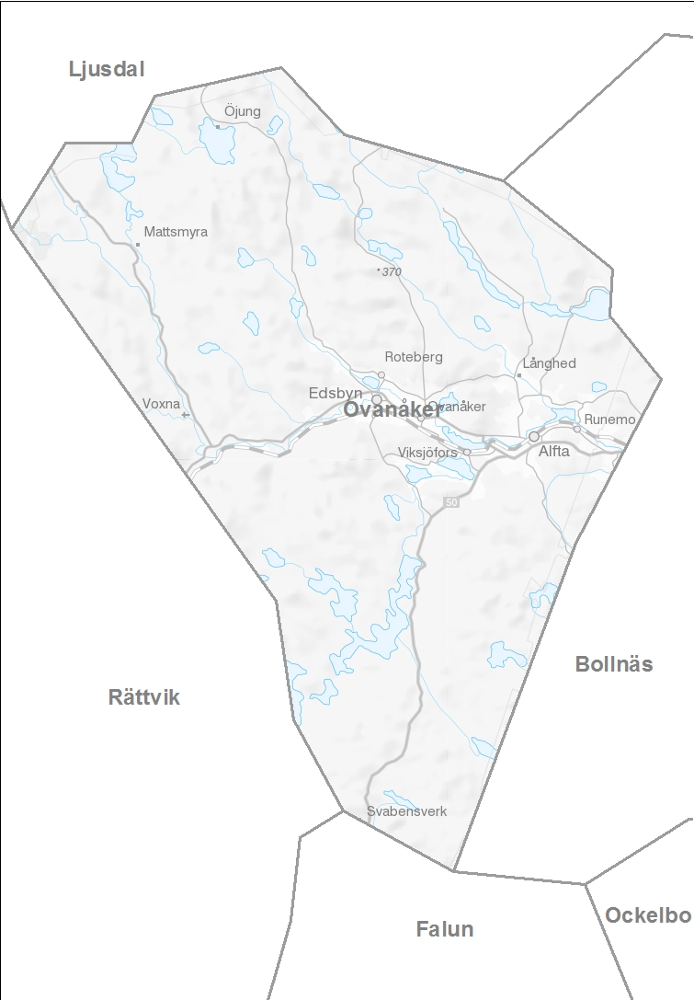 Ljusdal
Öjung
Mattsmyra
370
Roteberg
Långhed
Edsbyn
Voxna
Ovanåker
Ovanåker
Runemo
Viksjöfors
Alfta
50
Bollnäs
Rättvik
Svabensverk
Falun
Ockelbo